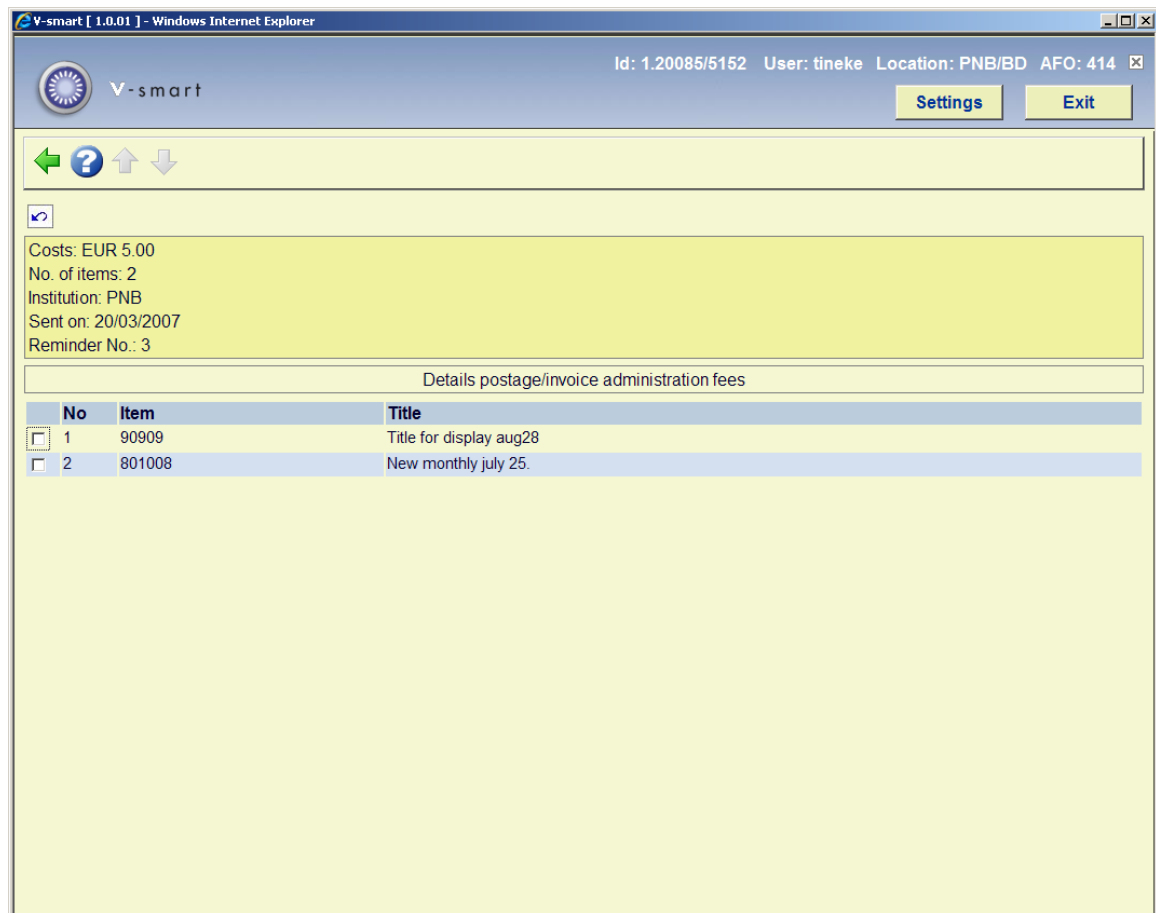 V-smart [ 1.0.01 ] - Windows Internet Explorer
Id: 1.20085/5152 User: tineke Location: PNB/BD AFO: 414
V-smart
Settings Exit
Costs: EUR 5.00
No. of items: 2
Institution: PNB
Sent on: 20/03/2007
Reminder No.: 3
Details postage/invoice administration fees
No Item Title
1 90909 Title for display aug28
2 801008 New monthly july 25.